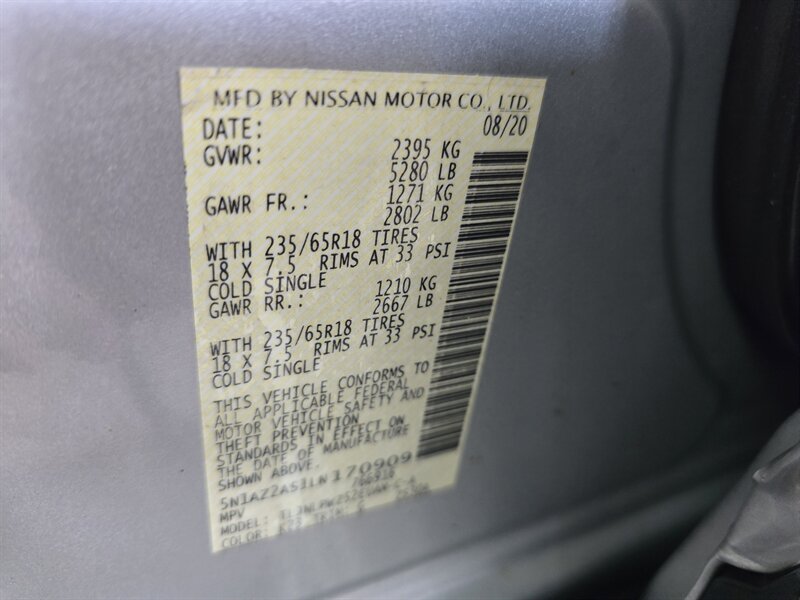 MFD BY NISSAN MOTOR CO., LTD.
DATE: 08/20
GVWR: 2395 KG
5280 LB
GAWR FR.: 1271 KG
2802 LB
WITH 235/65R18 TIRES
18 X 7.5 RIMS AT 33 PSI
COLD SINGLE
GAWR RR.: 1210 KG
2667 LB
WITH 235/65R18 TIRES
18 X 7.5 RIMS AT 33 PSI
COLD SINGLE
THIS VEHICLE CONFORMS TO
ALL APPLICABLE FEDERAL
MOTOR VEHICLE SAFETY AND
THEFT PREVENTION
STANDARDS IN EFFECT ON
THE DATE OF MANUFACTURE
SHOWN ABOVE.
5N1AZ2AS1LN170909
MPV
MODEL:
COLOR: K23 TRIM: G